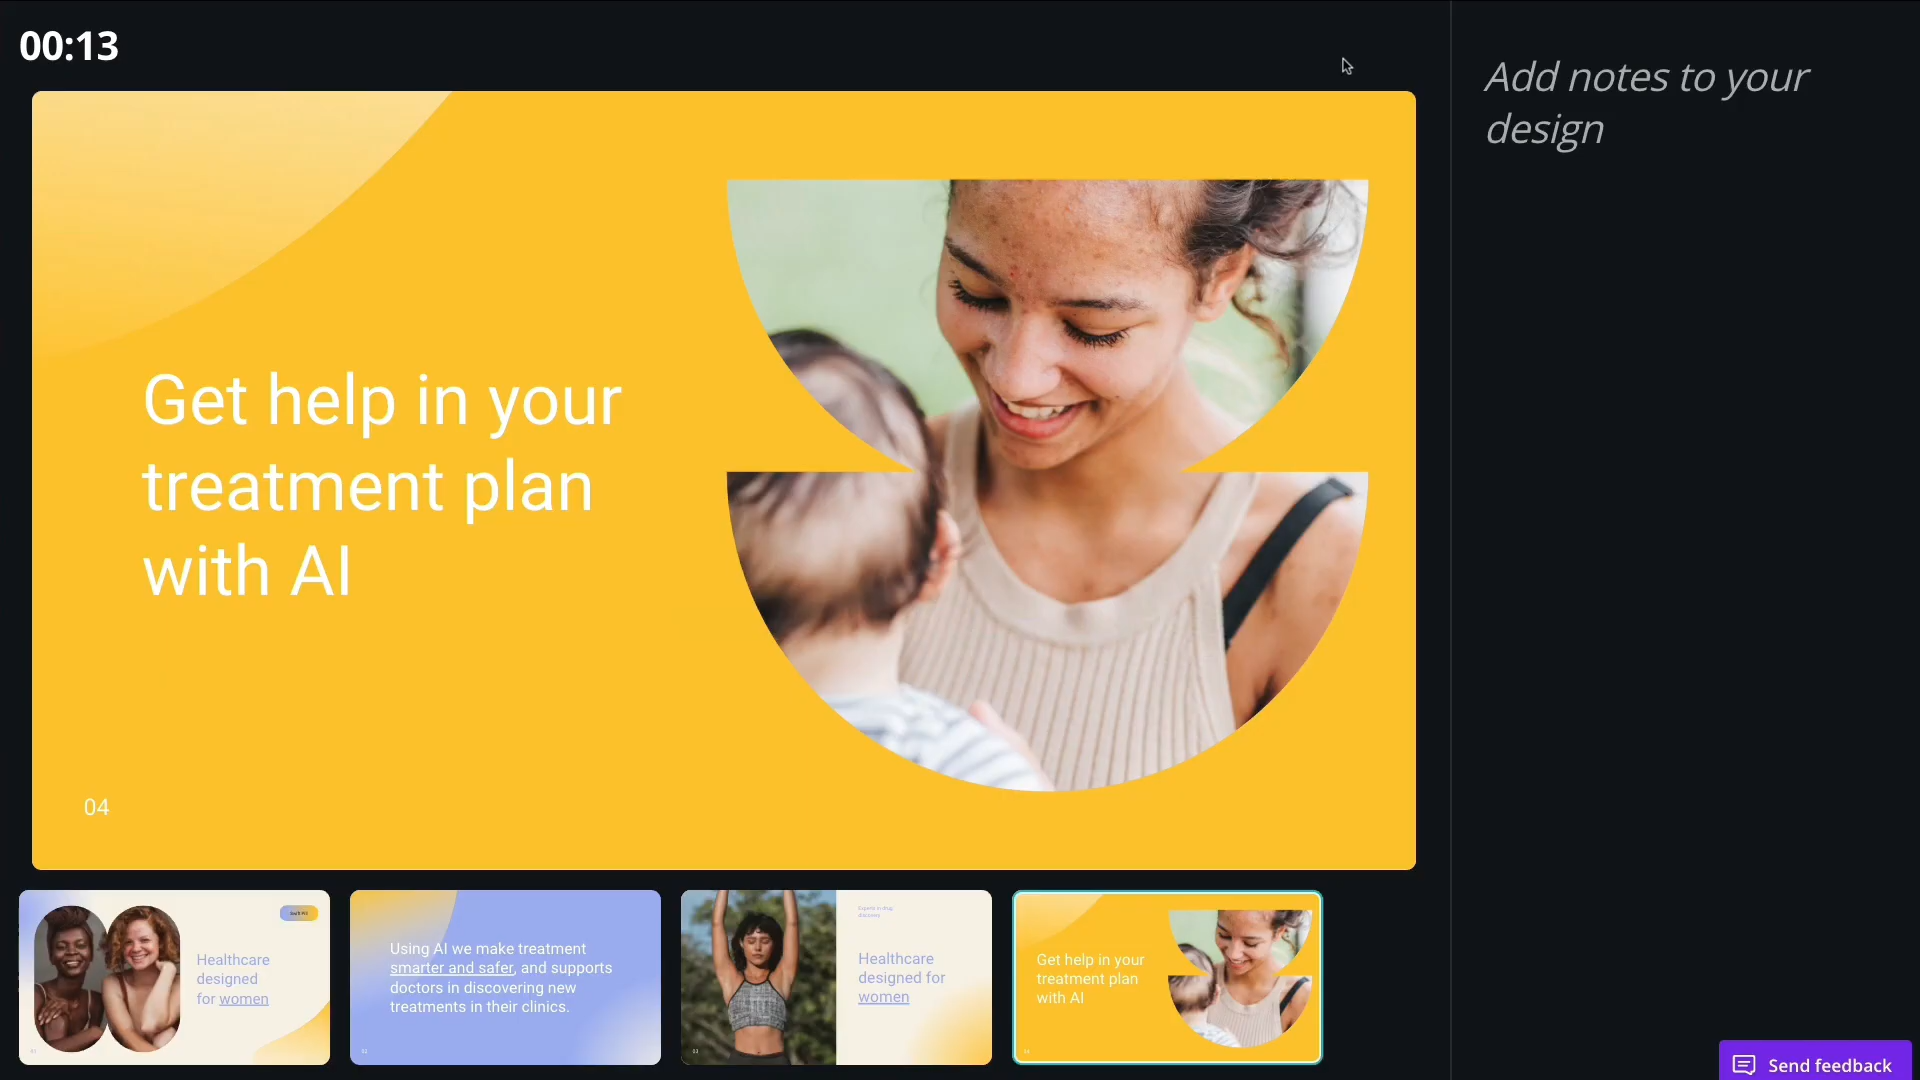 00:13
Add notes to your
design
Get help in your
treatment plan
with AI
04
Healthcare
designed
for women
Using AI we make treatment
smarter and safer, and supports
doctors in discovering new
treatments in their clinics.
Experts in drug
discovery
Healthcare
designed for
women
Get help in your
treatment plan
with AI
Send feedback